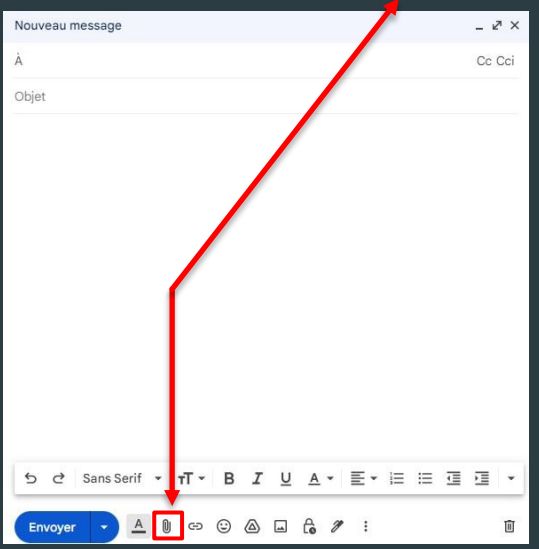 Nouveau message
À Cc Cci
Objet
Sans Serif
Envoyer